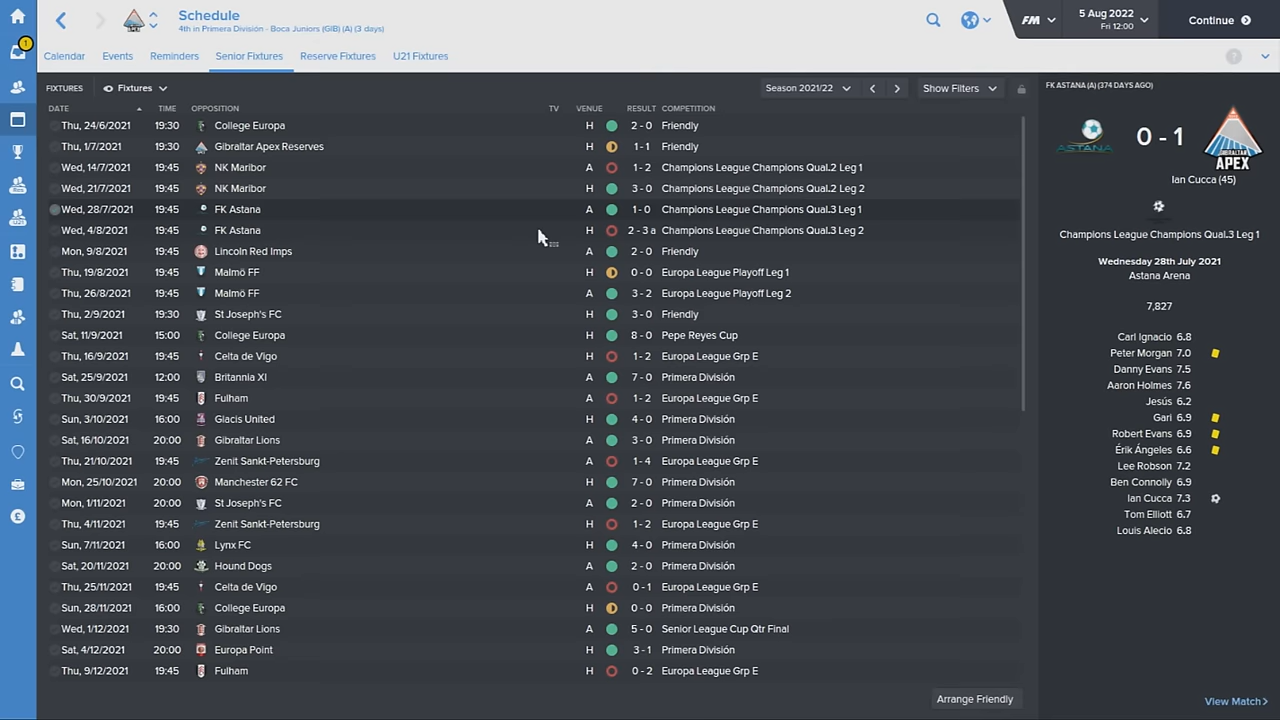 Schedule
4th in Primera División - Boca Juniors (GIB) (A) (3 days)
FM
5 Aug 2022
Fri 12:00
Continue
1
Calendar Events Reminders Senior Fixtures Reserve Fixtures U21 Fixtures
?
FIXTURES Fixtures Season 2021/22 Show Filters
DATE TIME OPPOSITION TV VENUE RESULT COMPETITION
Thu, 24/6/2021 19:30 College Europa H 2 - 0 Friendly
Thu, 1/7/2021 19:30 Gibraltar Apex Reserves H 1 - 1 Friendly
Wed, 14/7/2021 19:45 NK Maribor A 1 - 2 Champions League Champions Qual.2 Leg 1
Wed, 21/7/2021 19:45 NK Maribor H 3 - 0 Champions League Champions Qual.2 Leg 2
Wed, 28/7/2021 19:45 FK Astana A 1 - 0 Champions League Champions Qual.3 Leg 1
Wed, 4/8/2021 19:45 FK Astana H 2 - 3 a Champions League Champions Qual.3 Leg 2
Mon, 9/8/2021 19:45 Lincoln Red Imps A 2 - 0 Friendly
Thu, 19/8/2021 19:45 Malmö FF H 0 - 0 Europa League Playoff Leg 1
Thu, 26/8/2021 19:45 Malmö FF A 3 - 2 Europa League Playoff Leg 2
Thu, 2/9/2021 19:30 St Joseph's FC H 3 - 0 Friendly
Sat, 11/9/2021 15:00 College Europa H 8 - 0 Pepe Reyes Cup
Thu, 16/9/2021 19:45 Celta de Vigo H 1 - 2 Europa League Grp E
Sat, 25/9/2021 12:00 Britannia XI A 7 - 0 Primera División
Thu, 30/9/2021 19:45 Fulham A 1 - 2 Europa League Grp E
Sun, 3/10/2021 16:00 Glacis United H 4 - 0 Primera División
Sat, 16/10/2021 20:00 Gibraltar Lions A 3 - 0 Primera División
Thu, 21/10/2021 19:45 Zenit Sankt-Petersburg A 1 - 4 Europa League Grp E
Mon, 25/10/2021 20:00 Manchester 62 FC H 7 - 0 Primera División
Mon, 1/11/2021 20:00 St Joseph's FC A 2 - 0 Primera División
Thu, 4/11/2021 19:45 Zenit Sankt-Petersburg H 1 - 2 Europa League Grp E
Sun, 7/11/2021 16:00 Lynx FC H 4 - 0 Primera División
Sat, 20/11/2021 20:00 Hound Dogs A 2 - 0 Primera División
Thu, 25/11/2021 19:45 Celta de Vigo A 0 - 1 Europa League Grp E
Sun, 28/11/2021 16:00 College Europa H 0 - 0 Primera División
Wed, 1/12/2021 19:30 Gibraltar Lions A 5 - 0 Senior League Cup Qtr Final
Sat, 4/12/2021 20:00 Europa Point H 3 - 1 Primera División
Thu, 9/12/2021 19:45 Fulham H 0 - 2 Europa League Grp E
Arrange Friendly
FK ASTANA (A) (374 DAYS AGO)
ASTANA 0 - 1 GIBRALTAR APEX
Ian Cucca (45)
Champions League Champions Qual.3 Leg 1
Wednesday 28th July 2021
Astana Arena
7,827
Carl Ignacio 6.8
Peter Morgan 7.0
Danny Evans 7.5
Aaron Holmes 7.6
Jesús 6.2
Gari 6.9
Robert Evans 6.9
Érik Ángeles 6.6
Lee Robson 7.2
Ben Connolly 6.9
Ian Cucca 7.3
Tom Elliott 6.7
Louis Alecio 6.8
View Match>